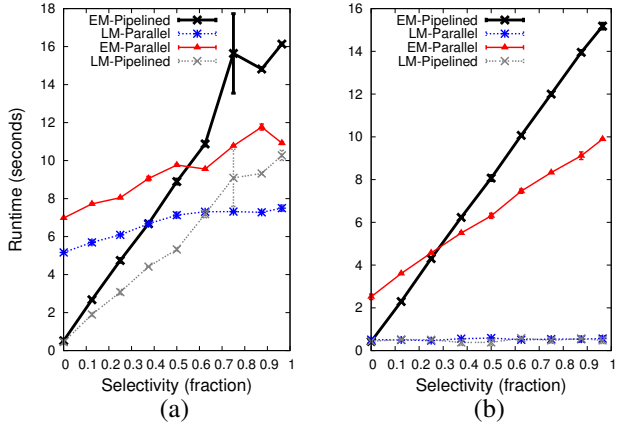 18
16
14
12
10
8
6
4
2
0
Runtime (seconds)
EM-Pipelined
LM-Parallel
EM-Parallel
LM-Pipelined
0 0.1 0.2 0.3 0.4 0.5 0.6 0.7 0.8 0.9 1
Selectivity (fraction)
(a)
16
14
12
10
8
6
4
2
0
EM-Pipelined
LM-Parallel
EM-Parallel
LM-Pipelined
0 0.1 0.2 0.3 0.4 0.5 0.6 0.7 0.8 0.9 1
Selectivity (fraction)
(b)